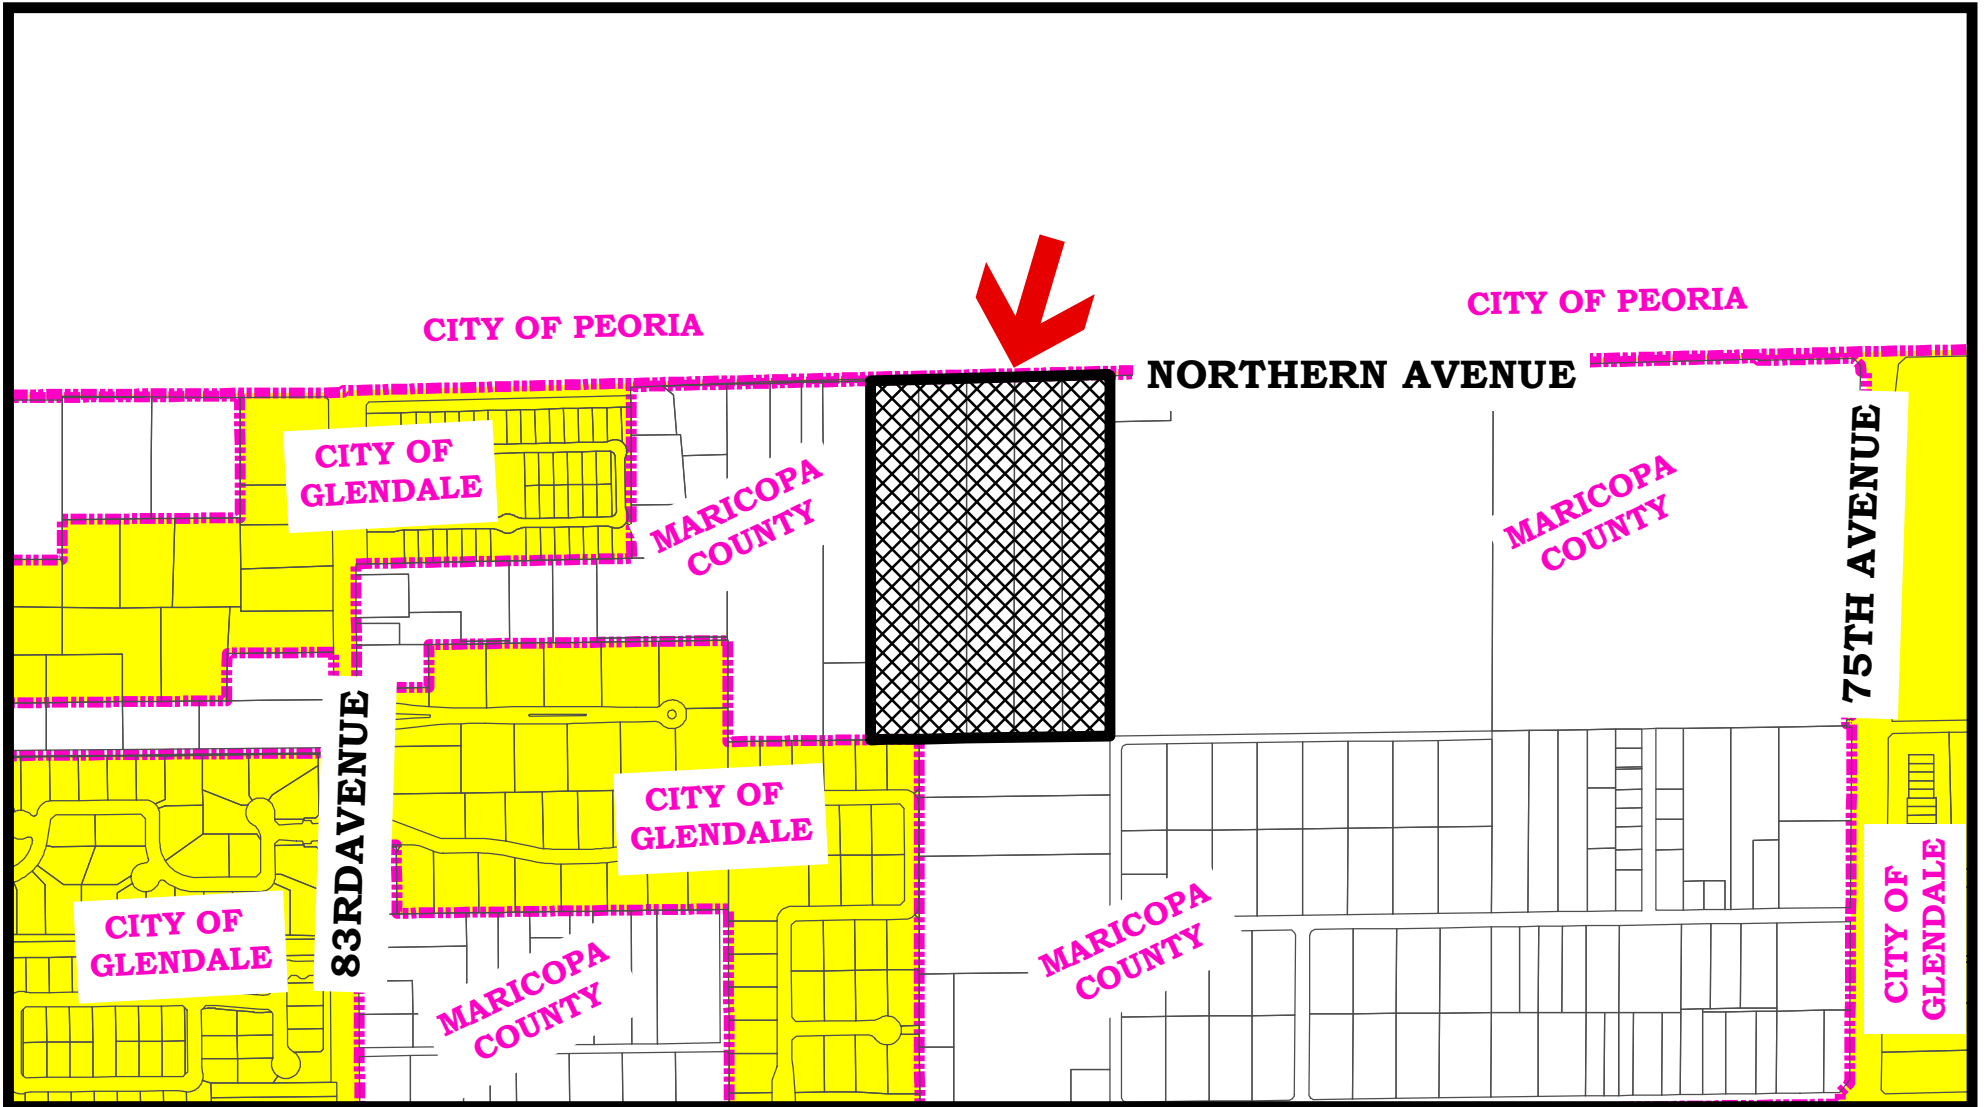 CITY OF PEORIA
CITY OF PEORIA
NORTHERN AVENUE
CITY OF
GLENDALE
MARICOPA
COUNTY
MARICOPA
COUNTY
75TH AVENUE
83RDAVENUE
CITY OF
GLENDALE
CITY OF
GLENDALE
MARICOPA
COUNTY
MARICOPA
COUNTY
CITY OF
GLENDALE